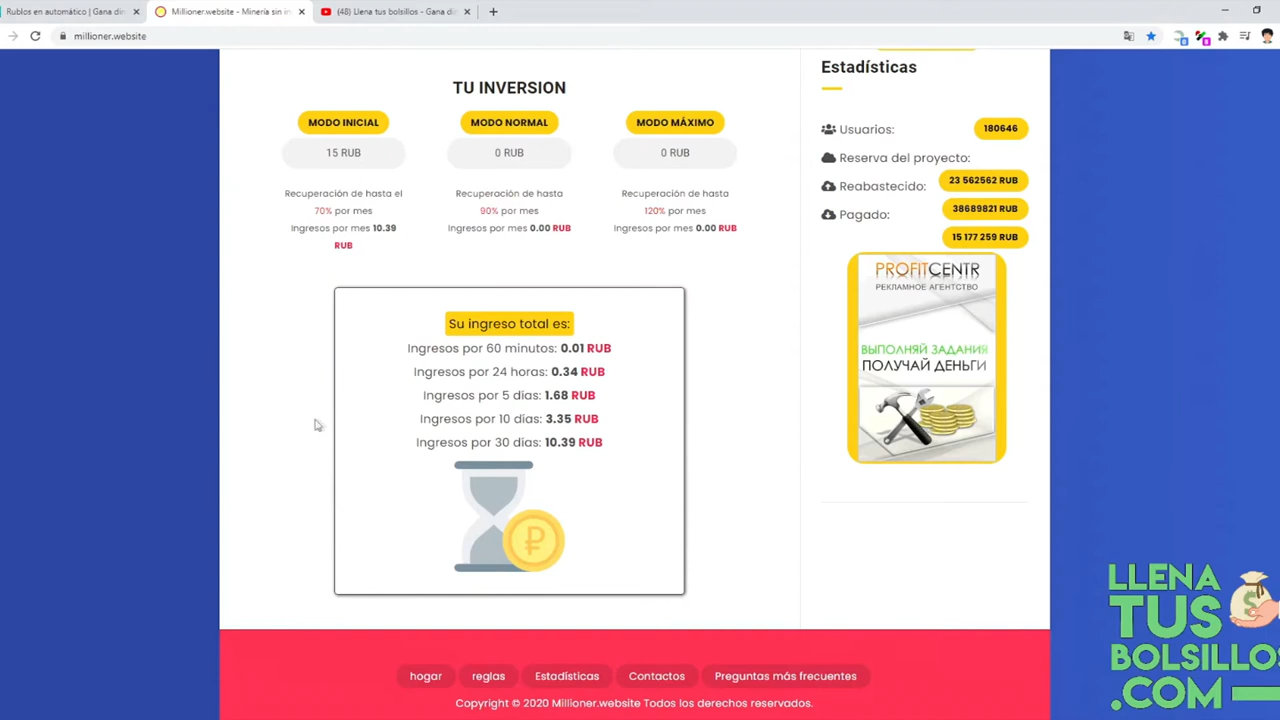 Rublos en automático | Gana din
Millioner.website - Minería sin in
(48) Llena tus bolsillos - Gana di
millioner.website
TU INVERSION
MODO INICIAL
MODO NORMAL
MODO MÁXIMO
15 RUB
0 RUB
0 RUB
Recuperación de hasta el
70% por mes
Ingresos por mes 10.39
RUB
Recuperación de hasta
90% por mes
Ingresos por mes 0.00 RUB
Recuperación de hasta
120% por mes
Ingresos por mes 0.00 RUB
Su ingreso total es:
Ingresos por 60 minutos: 0.01 RUB
Ingresos por 24 horas: 0.34 RUB
Ingresos por 5 días: 1.68 RUB
Ingresos por 10 días: 3.35 RUB
Ingresos por 30 días: 10.39 RUB
Estadísticas
Usuarios: 180646
Reserva del proyecto:
23 562562 RUB
Reabastecido:
38689821 RUB
Pagado:
15 177 259 RUB
PROFITCENTR
РЕКЛАМНОЕ АГЕНТСТВО
ВЫПОЛНЯЙ ЗАДАНИЯ
ПОЛУЧАЙ ДЕНЬГИ
LLENA
TUS
BOLSILLOS
.COM
hogar
reglas
Estadísticas
Contactos
Preguntas más frecuentes
Copyright © 2020 Millioner.website Todos los derechos reservados.